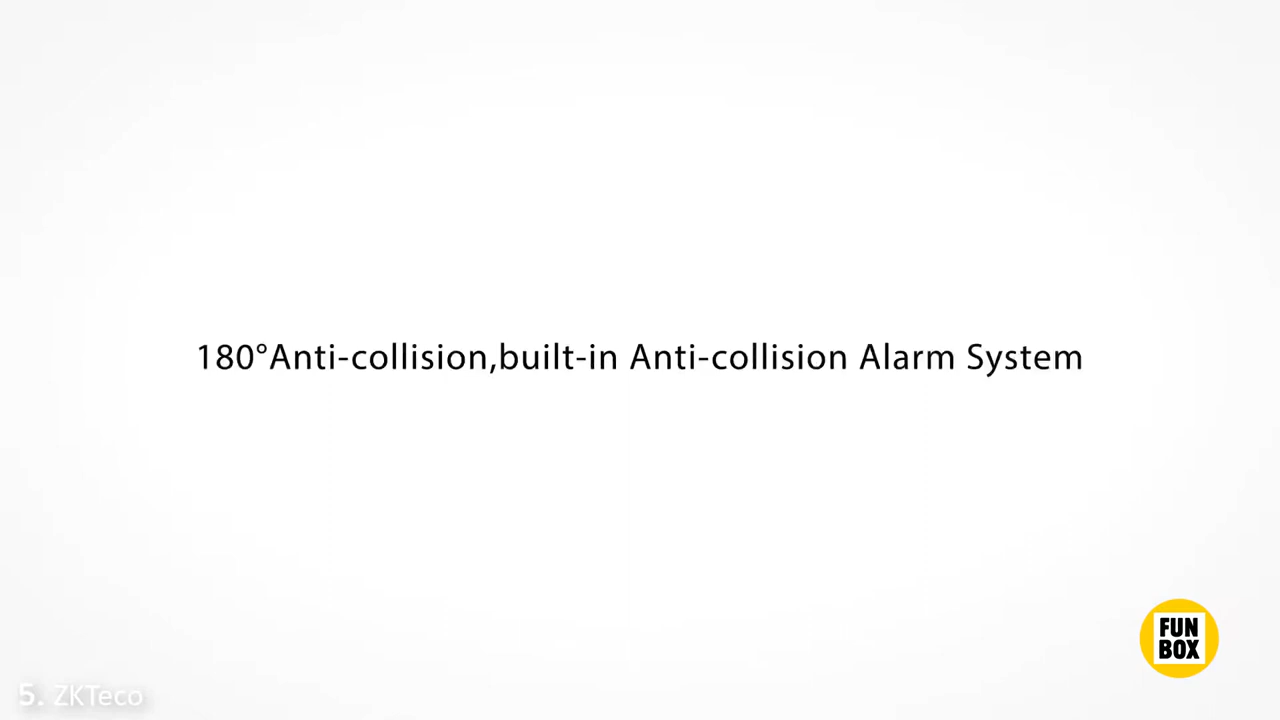 180°Anti-collision,built-in Anti-collision Alarm System
FUN
BOX
5. ZKTeco